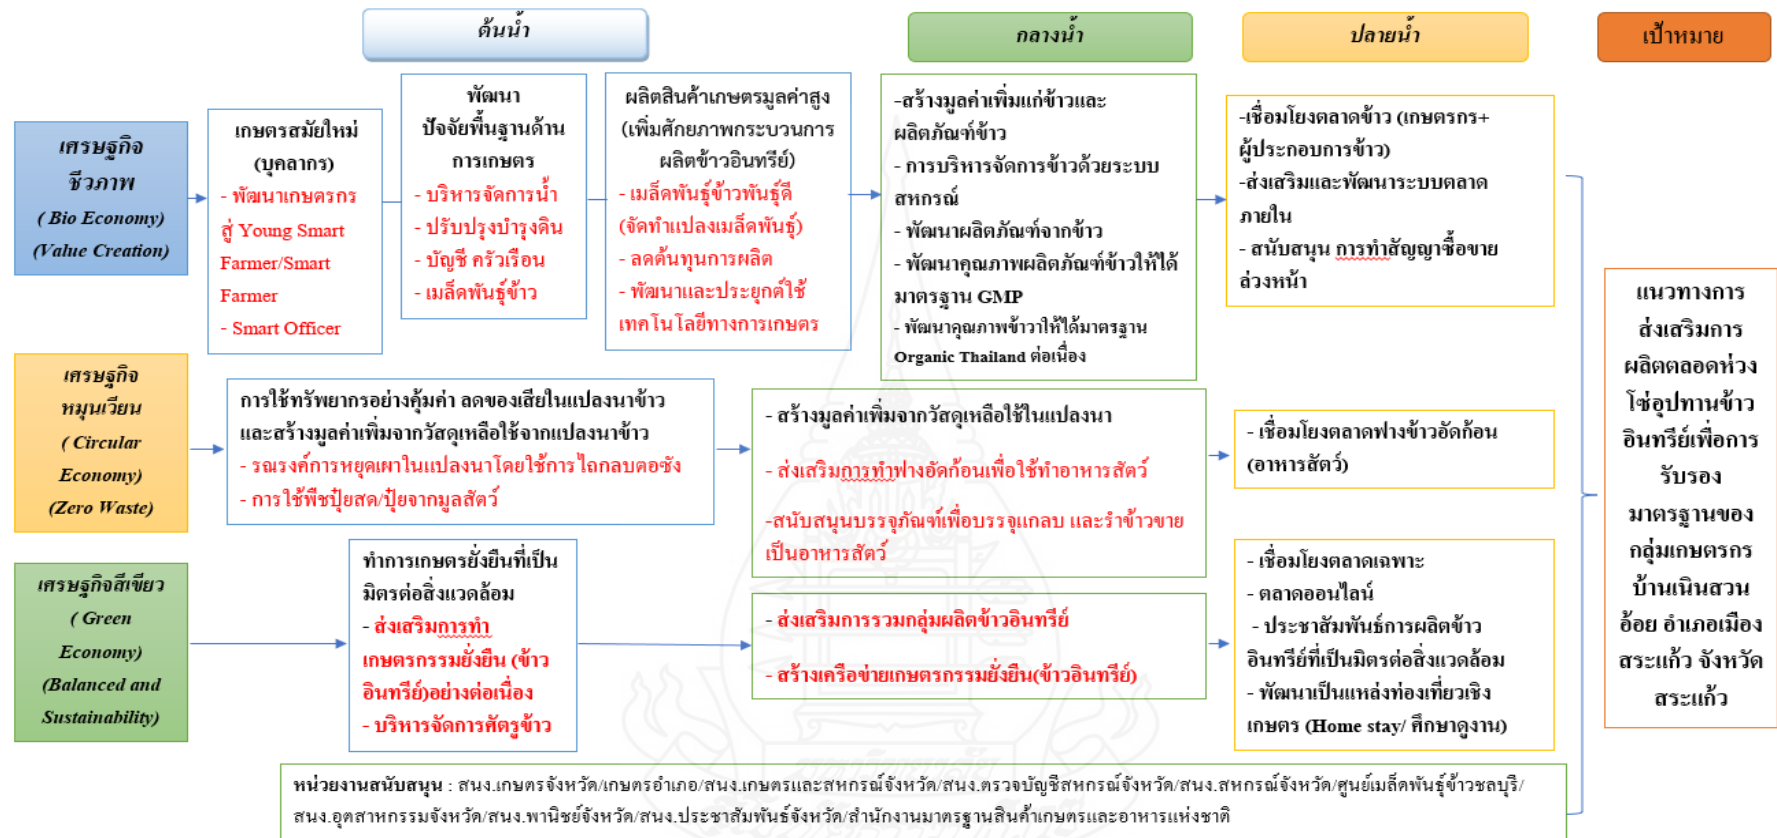 ต้นน้ำ
กลางน้ำ
ปลายน้ำ
เป้าหมาย
เศรษฐกิจ
ชีวภาพ
( Bio Economy)
(Value Creation)
เกษตรสมัยใหม่
(บุคลากร)
- พัฒนาเกษตรกร
สู่ Young Smart
Farmer/Smart
Farmer
- Smart Officer
พัฒนา
ปัจจัยพื้นฐานด้าน
การเกษตร
- บริหารจัดการน้ำ
- ปรับปรุงบำรุงดิน
- บัญชี ครัวเรือน
- เมล็ดพันธุ์ข้าว
ผลิตสินค้าเกษตรมูลค่าสูง
(เพิ่มศักยภาพกระบวนการ
ผลิตข้าวอินทรีย์)
- เมล็ดพันธุ์ข้าวพันธุ์ดี
(จัดทำแปลงเมล็ดพันธุ์)
- ลดต้นทุนการผลิต
- พัฒนาและประยุกต์ใช้
เทคโนโลยีทางการเกษตร
-สร้างมูลค่าเพิ่มแก่ข้าวและ
ผลิตภัณฑ์ข้าว
- การบริหารจัดการข้าวด้วยระบบ
สหกรณ์
- พัฒนาผลิตภัณฑ์จากข้าว
- พัฒนาคุณภาพผลิตภัณฑ์ข้าวให้ได้
มาตรฐาน GMP
- พัฒนาคุณภาพข้าวาให้ได้มาตรฐาน
Organic Thailand ต่อเนื่อง
-เชื่อมโยงตลาดข้าว (เกษตรกร+
ผู้ประกอบการข้าว)
-ส่งเสริมและพัฒนาระบบตลาด
ภายใน
- สนับสนุน การทำสัญญาซื้อขาย
ล่วงหน้า
เศรษฐกิจ
หมุนเวียน
( Circular
Economy)
(Zero Waste)
การใช้ทรัพยากรอย่างคุ้มค่า ลดของเสียในแปลงนาข้าว
และสร้างมูลค่าเพิ่มจากวัสดุเหลือใช้จากแปลงนาข้าว
- รณรงค์การหยุดเผาในแปลงนาโดยใช้การไถกลบตอซัง
- การใช้พืชปุ๋ยสด/ปุ๋ยจากมูลสัตว์
- สร้างมูลค่าเพิ่มจากวัสดุเหลือใช้ในแปลงนา
- ส่งเสริมการทำฟางอัดก้อนเพื่อใช้ทำอาหารสัตว์
-สนับสนุนบรรจุภัณฑ์เพื่อบรรจุแกลบ และรำข้าวขาย
เป็นอาหารสัตว์
- เชื่อมโยงตลาดฟางข้าวอัดก้อน
(อาหารสัตว์)
เศรษฐกิจสีเขียว
( Green
Economy)
(Balanced and
Sustainability)
ทำการเกษตรยั่งยืนที่เป็น
มิตรต่อสิ่งแวดล้อม
- ส่งเสริมการทำ
เกษตรกรรมยั่งยืน (ข้าว
อินทรีย์)อย่างต่อเนื่อง
- บริหารจัดการศัตรูข้าว
- ส่งเสริมการรวมกลุ่มผลิตข้าวอินทรีย์
- สร้างเครือข่ายเกษตรกรรมยั่งยืน(ข้าวอินทรีย์)
- เชื่อมโยงตลาดเฉพาะ
- ตลาดออนไลน์
- ประชาสัมพันธ์การผลิตข้าว
อินทรีย์ที่เป็นมิตรต่อสิ่งแวดล้อม
- พัฒนาเป็นแหล่งท่องเที่ยวเชิง
เกษตร (Home stay/ ศึกษาดูงาน)
แนวทางการ
ส่งเสริมการ
ผลิตตลอดห่วง
โซ่อุปทานข้าว
อินทรีย์เพื่อการ
รับรอง
มาตรฐานของ
กลุ่มเกษตรกร
บ้านเนินสวน
อ้อย อำเภอเมือง
สระแก้ว จังหวัด
สระแก้ว
หน่วยงานสนับสนุน : สนง.เกษตรจังหวัด/เกษตรอำเภอ/สนง.เกษตรและสหกรณ์จังหวัด/สนง.ตรวจบัญชีสหกรณ์จังหวัด/สนง.สหกรณ์จังหวัด/ศูนย์เมล็ดพันธุ์ข้าวชลบุรี/
สนง.อุตสาหกรรมจังหวัด/สนง.พานิชย์จังหวัด/สนง.ประชาสัมพันธ์จังหวัด/สำนักงานมาตรฐานสินค้าเกษตรและอาหารแห่งชาติ